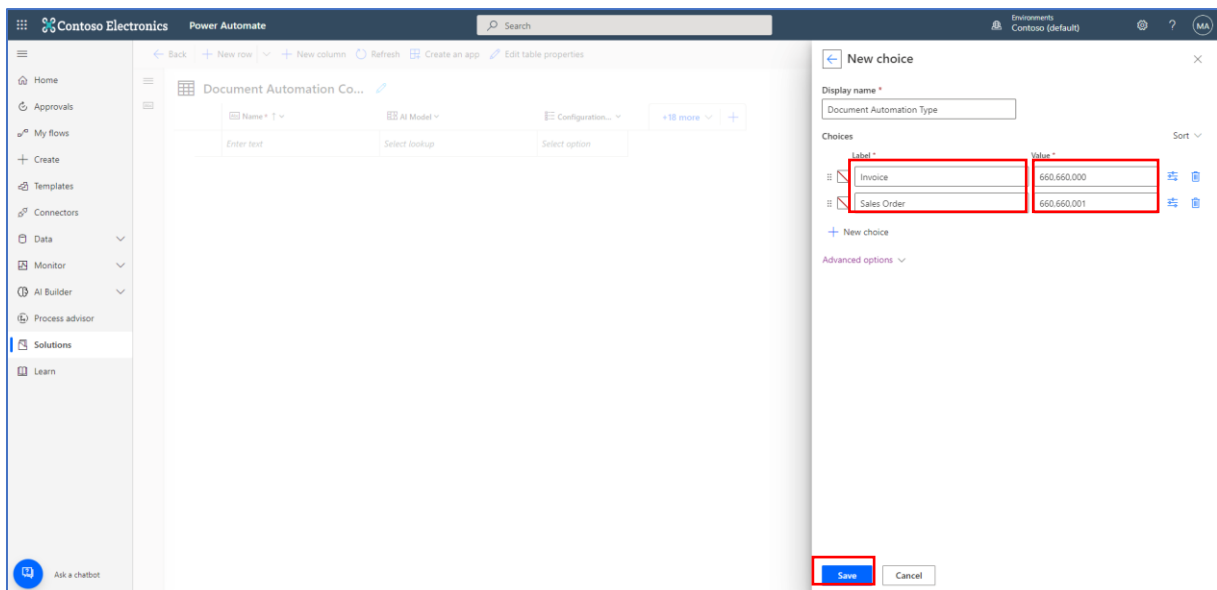 Contoso Electronics Power Automate Search Environments
Contoso (default) ? MA
Back New row New column Refresh Create an app Edit table properties
Home
Approvals
My flows
Create
Templates
Connectors
Data
Monitor
AI Builder
Process advisor
Solutions
Learn
Ask a chatbot
Document Automation Co...
Name * AI Model Configuration... +18 more
Enter text Select lookup Select option
New choice
Display name *
Document Automation Type
Choices Sort
Label * Value *
Invoice 660,660,000
Sales Order 660,660,001
New choice
Advanced options
Save Cancel